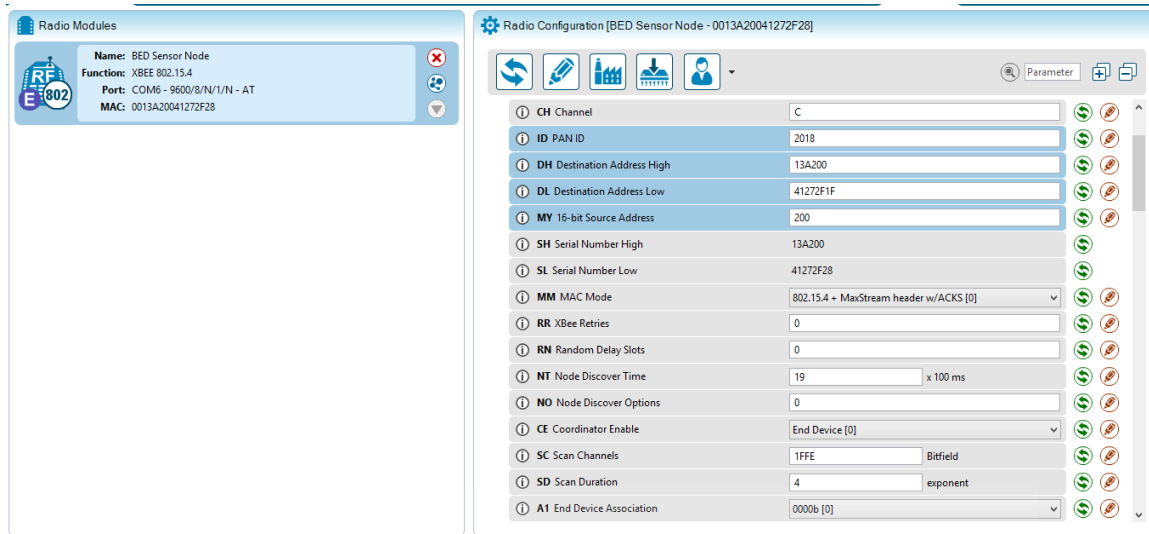 Radio Modules
Name: BED Sensor Node
Function: XBEE 802.15.4
Port: COM6 - 9600/8/N/1/N - AT
MAC: 0013A20041272F28
RF
E
802
Radio Configuration [BED Sensor Node - 0013A20041272F28]
Parameter
CH Channel C
ID PAN ID 2018
DH Destination Address High 13A200
DL Destination Address Low 41272F1F
MY 16-bit Source Address 200
SH Serial Number High 13A200
SL Serial Number Low 41272F28
MM MAC Mode 802.15.4 + MaxStream header w/ACKS [0]
RR XBee Retries 0
RN Random Delay Slots 0
NT Node Discover Time 19 x 100 ms
NO Node Discover Options 0
CE Coordinator Enable End Device [0]
SC Scan Channels 1FFE Bitfield
SD Scan Duration 4 exponent
A1 End Device Association 0000b [0]